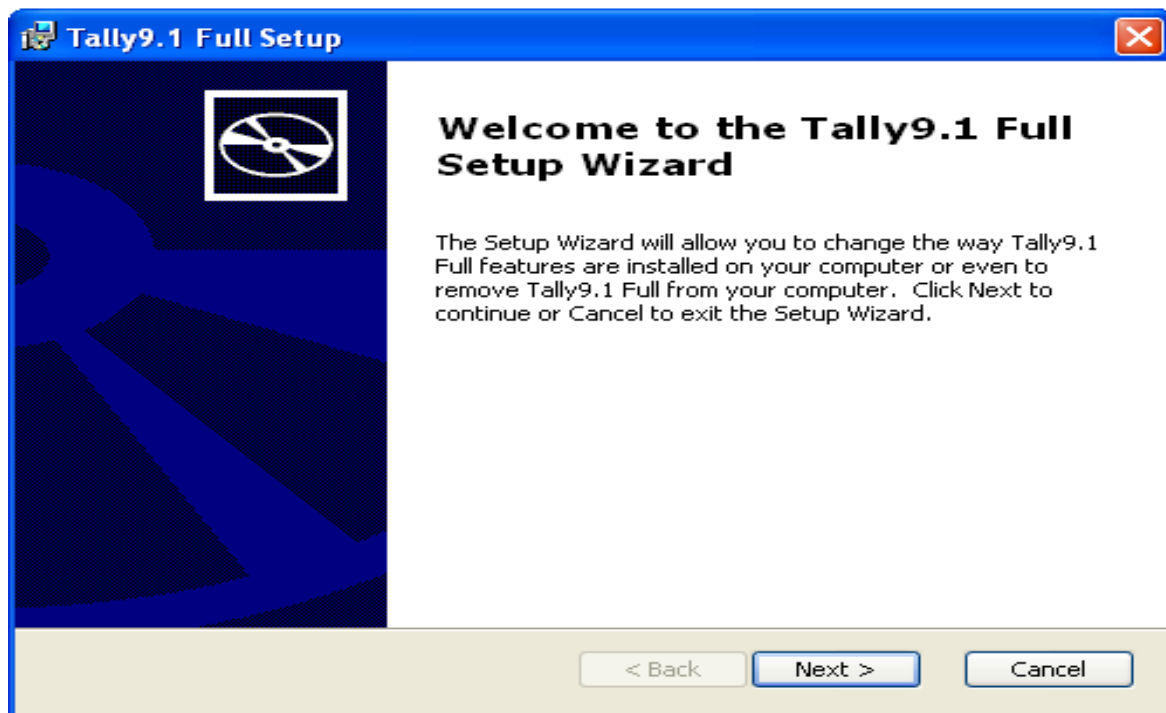 Tally9.1 Full Setup
Welcome to the Tally9.1 Full
Setup Wizard
The Setup Wizard will allow you to change the way Tally9.1
Full features are installed on your computer or even to
remove Tally9.1 Full from your computer.  Click Next to
continue or Cancel to exit the Setup Wizard.
< Back
Next >
Cancel